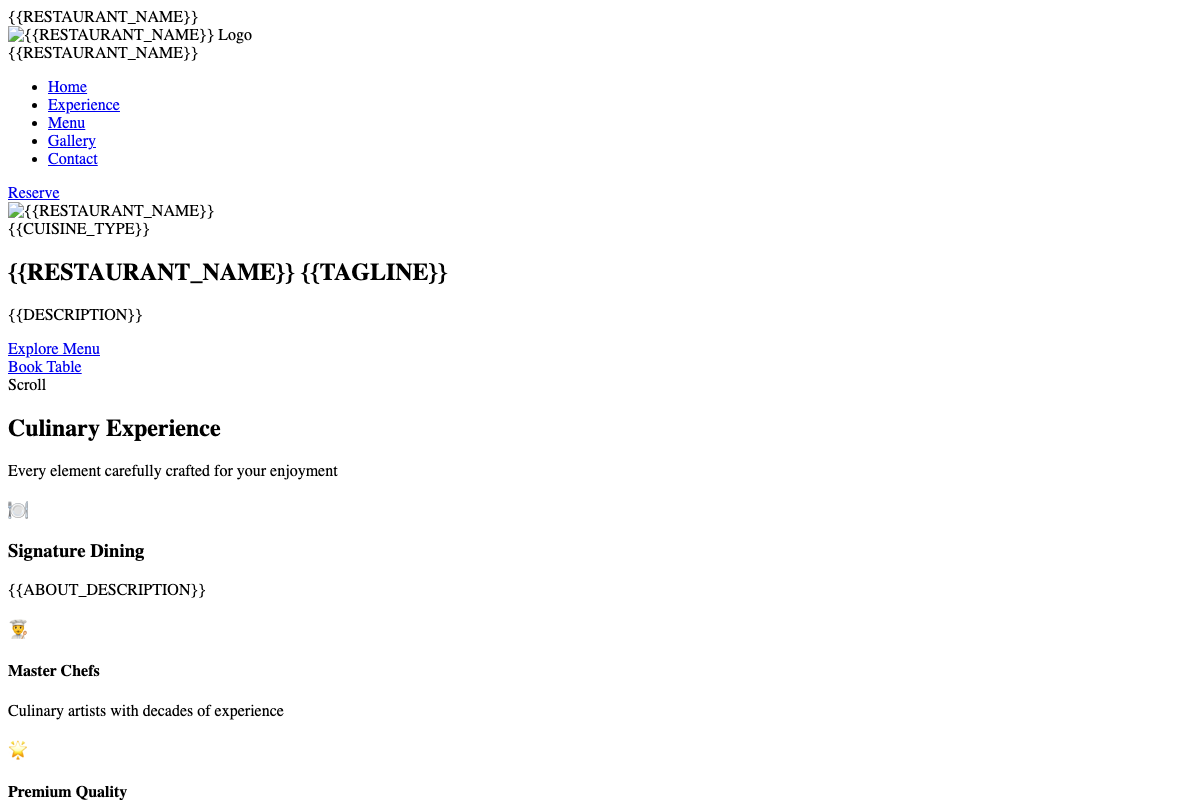 {{RESTAURANT_NAME}}
{{RESTAURANT_NAME}} Logo
{{RESTAURANT_NAME}}
Home
Experience
Menu
Gallery
Contact
Reserve
{{RESTAURANT_NAME}}
{{CUISINE_TYPE}}
{{RESTAURANT_NAME}} {{TAGLINE}}
{{DESCRIPTION}}
Explore Menu
Book Table
Scroll
Culinary Experience
Every element carefully crafted for your enjoyment
Signature Dining
{{ABOUT_DESCRIPTION}}
Master Chefs
Culinary artists with decades of experience
Premium Quality